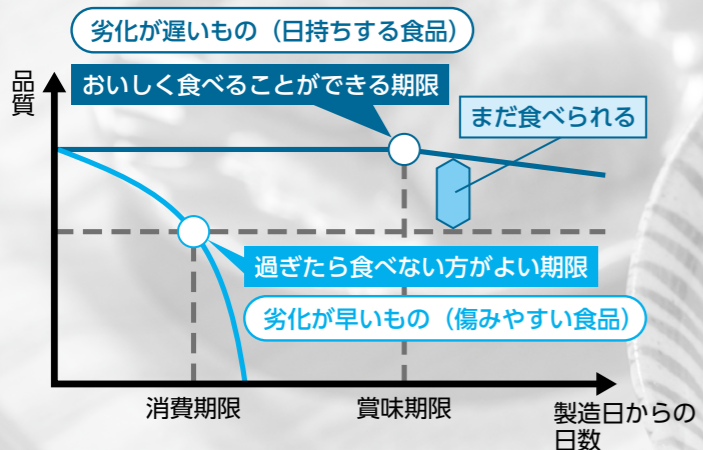 劣化が遅いもの（日持ちする食品）
品質
おいしく食べることができる期限
まだ食べられる
過ぎたら食べない方がよい期限
劣化が早いもの（傷みやすい食品）
消費期限
賞味期限
製造日からの
日数